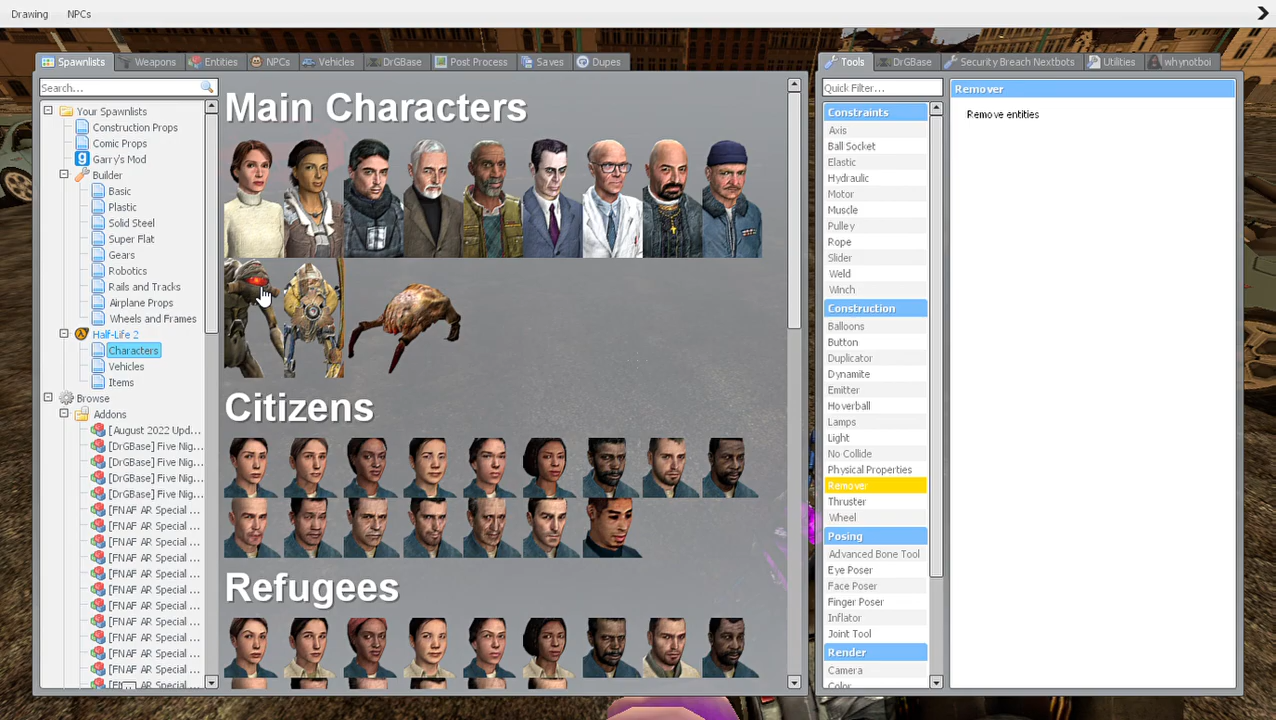 Drawing NPCs
Spawnlists Weapons Entities NPCs Vehicles DrGBase Post Process Saves Dupes
Search...
Your Spawnlists
Construction Props
Comic Props
Garry's Mod
Builder
Basic
Plastic
Solid Steel
Super Flat
Gears
Robotics
Rails and Tracks
Airplane Props
Wheels and Frames
Half-Life 2
Characters
Vehicles
Items
Browse
Addons
[August 2022 Upd...
[DrGBase] Five Nig...
[DrGBase] Five Nig...
[DrGBase] Five Nig...
[DrGBase] Five Nig...
[FNAF AR Special ...
[FNAF AR Special ...
[FNAF AR Special ...
[FNAF AR Special ...
[FNAF AR Special ...
[FNAF AR Special ...
[FNAF AR Special ...
[FNAF AR Special ...
[FNAF AR Special ...
[FNAF AR Special ...
[FNAF AR Special ...
Main Characters
Citizens
Refugees
Tools DrGBase Security Breach Nextbots Utilities whynotboi
Quick Filter...
Constraints
Axis
Ball Socket
Elastic
Hydraulic
Motor
Muscle
Pulley
Rope
Slider
Weld
Winch
Construction
Balloons
Button
Duplicator
Dynamite
Emitter
Hoverball
Lamps
Light
No Collide
Physical Properties
Remover
Thruster
Wheel
Posing
Advanced Bone Tool
Eye Poser
Face Poser
Finger Poser
Inflator
Joint Tool
Render
Camera
Color
Remover
Remove entities